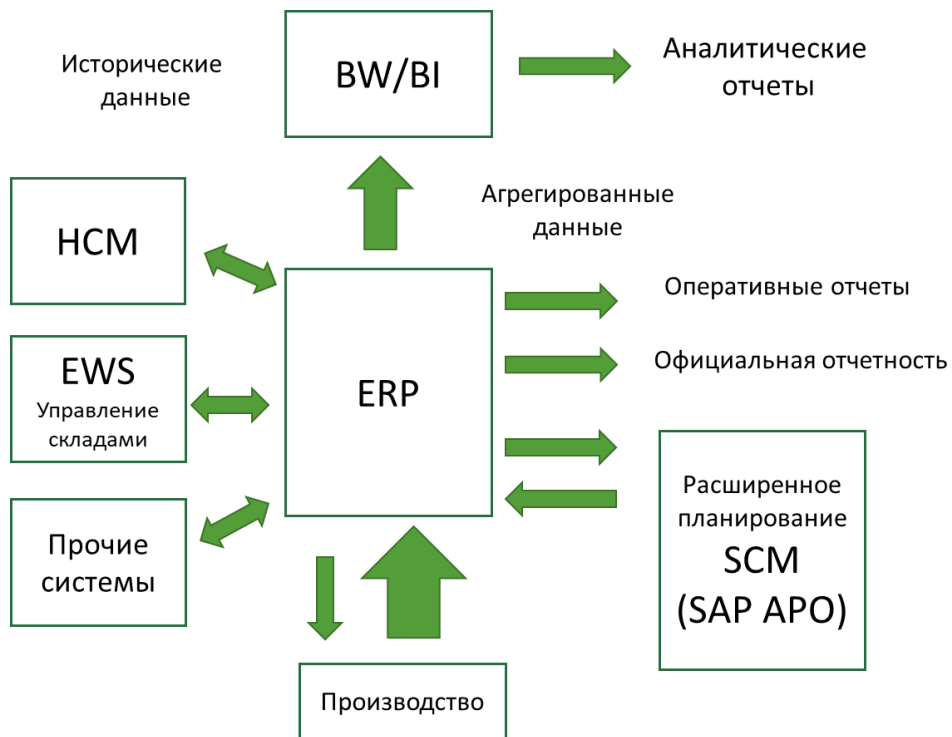 Исторические
данные
BW/BI
Аналитические
отчеты
Агрегированные
данные
HCM
ERP
Оперативные отчеты
Официальная отчетность
EWS
Управление
складами
Расширенное
планирование
SCM
(SAP APO)
Прочие
системы
Производство